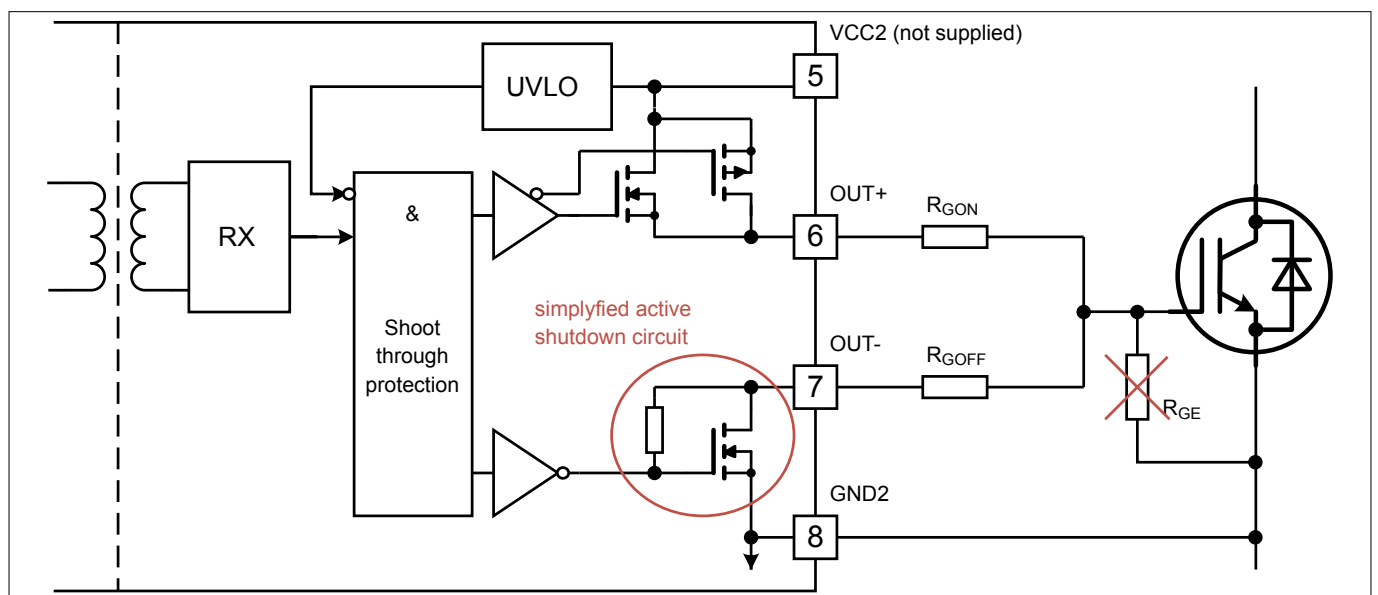 VCC2 (not supplied)
5
UVLO
RX
&
OUT+
6
RGON
Shoot
through
protection
simplyfied active
shutdown circuit
OUT-
7
RGOFF
RGE
GND2
8